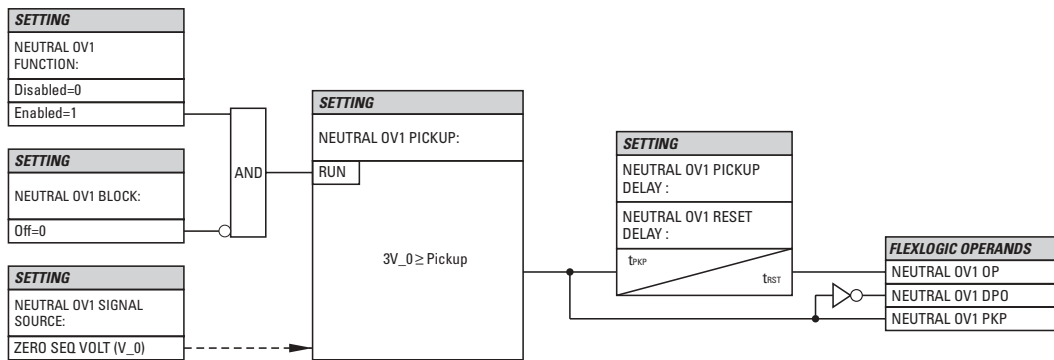 SETTING
NEUTRAL OV1
FUNCTION:
Disabled=0
Enabled=1
SETTING
NEUTRAL OV1 BLOCK:
Off=0
SETTING
NEUTRAL OV1 SIGNAL
SOURCE:
ZERO SEQ VOLT (V_0)
AND
SETTING
NEUTRAL OV1 PICKUP:
RUN
3V_0 ≥ Pickup
SETTING
NEUTRAL OV1 PICKUP
DELAY :
NEUTRAL OV1 RESET
DELAY :
tPKP
tRST
FLEXLOGIC OPERANDS
NEUTRAL OV1 OP
NEUTRAL OV1 DPO
NEUTRAL OV1 PKP